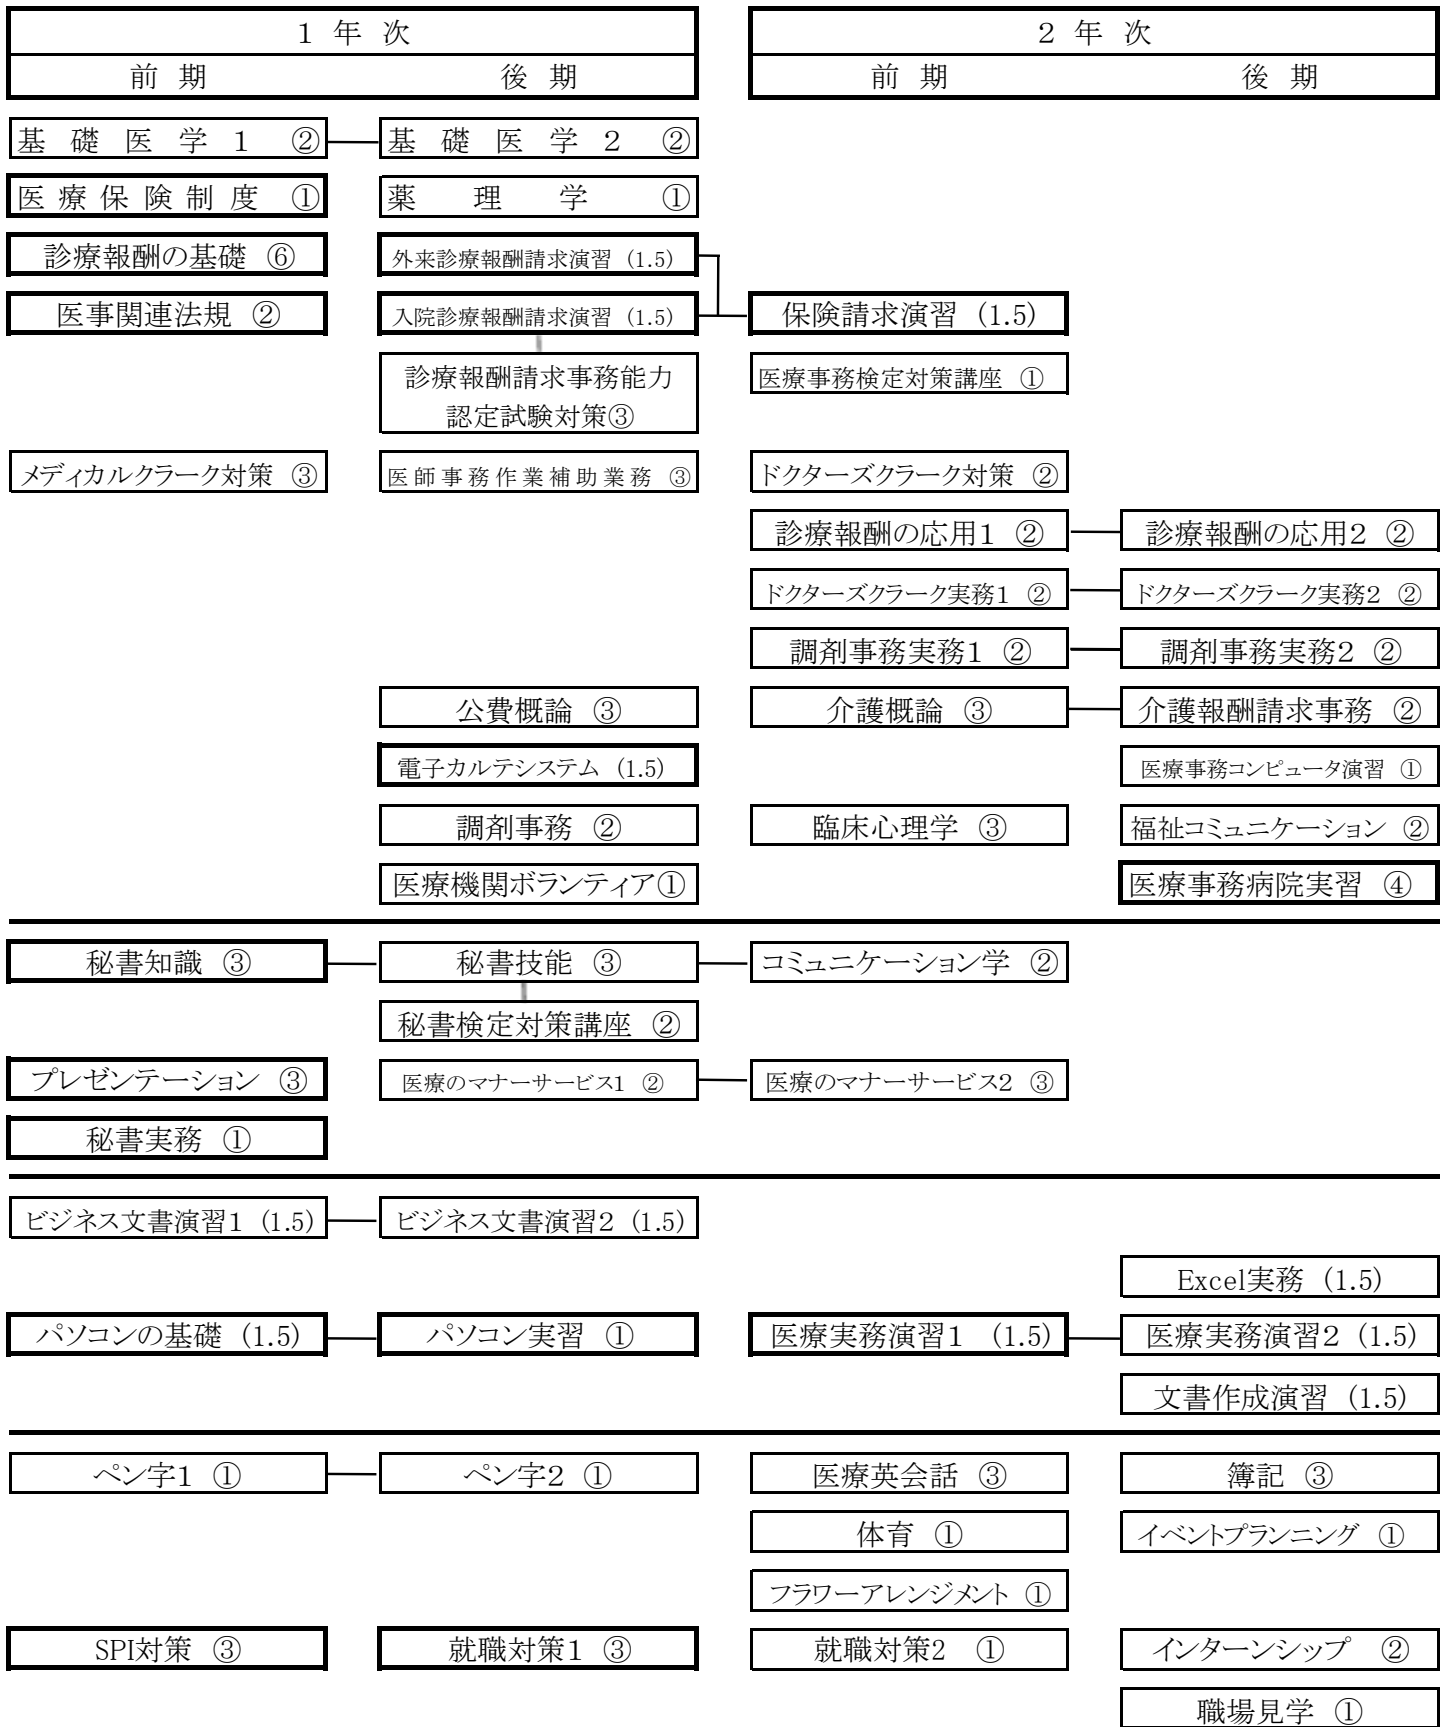 1 年 次 2 年 次
前 期 後 期 前 期 後 期
基 礎 医 学 1 ② 基 礎 医 学 2 ②
医 療 保 険 制 度 ① 薬 理 学 ①
診療報酬の基礎 ⑥ 外来診療報酬請求演習 (1.5)
医事関連法規 ② 入院診療報酬請求演習 (1.5) 保険請求演習 (1.5)
診療報酬請求事務能力 医療事務検定対策講座 ①
認定試験対策③
メディカルクラーク対策 ③ 医師事務作業補助業務 ③ ドクターズクラーク対策 ②
診療報酬の応用1 ② 診療報酬の応用2 ②
ドクターズクラーク実務1 ② ドクターズクラーク実務2 ②
調剤事務実務1 ② 調剤事務実務2 ②
公費概論 ③ 介護概論 ③ 介護報酬請求事務 ②
電子カルテシステム (1.5) 医療事務コンピュータ演習 ①
調剤事務 ② 臨床心理学 ③ 福祉コミュニケーション ②
医療機関ボランティア① 医療事務病院実習 ④
秘書知識 ③ 秘書技能 ③ コミュニケーション学 ②
秘書検定対策講座 ②
プレゼンテーション ③ 医療のマナーサービス1 ② 医療のマナーサービス2 ③
秘書実務 ①
ビジネス文書演習1 (1.5) ビジネス文書演習2 (1.5)
Excel実務 (1.5)
パソコンの基礎 (1.5) パソコン実習 ① 医療実務演習1 (1.5) 医療実務演習2 (1.5)
文書作成演習 (1.5)
ペン字1 ① ペン字2 ① 医療英会話 ③ 簿記 ③
体育 ① イベントプランニング ①
フラワーアレンジメント ①
SPI対策 ③ 就職対策1 ③ 就職対策2 ① インターンシップ ②
職場見学 ①